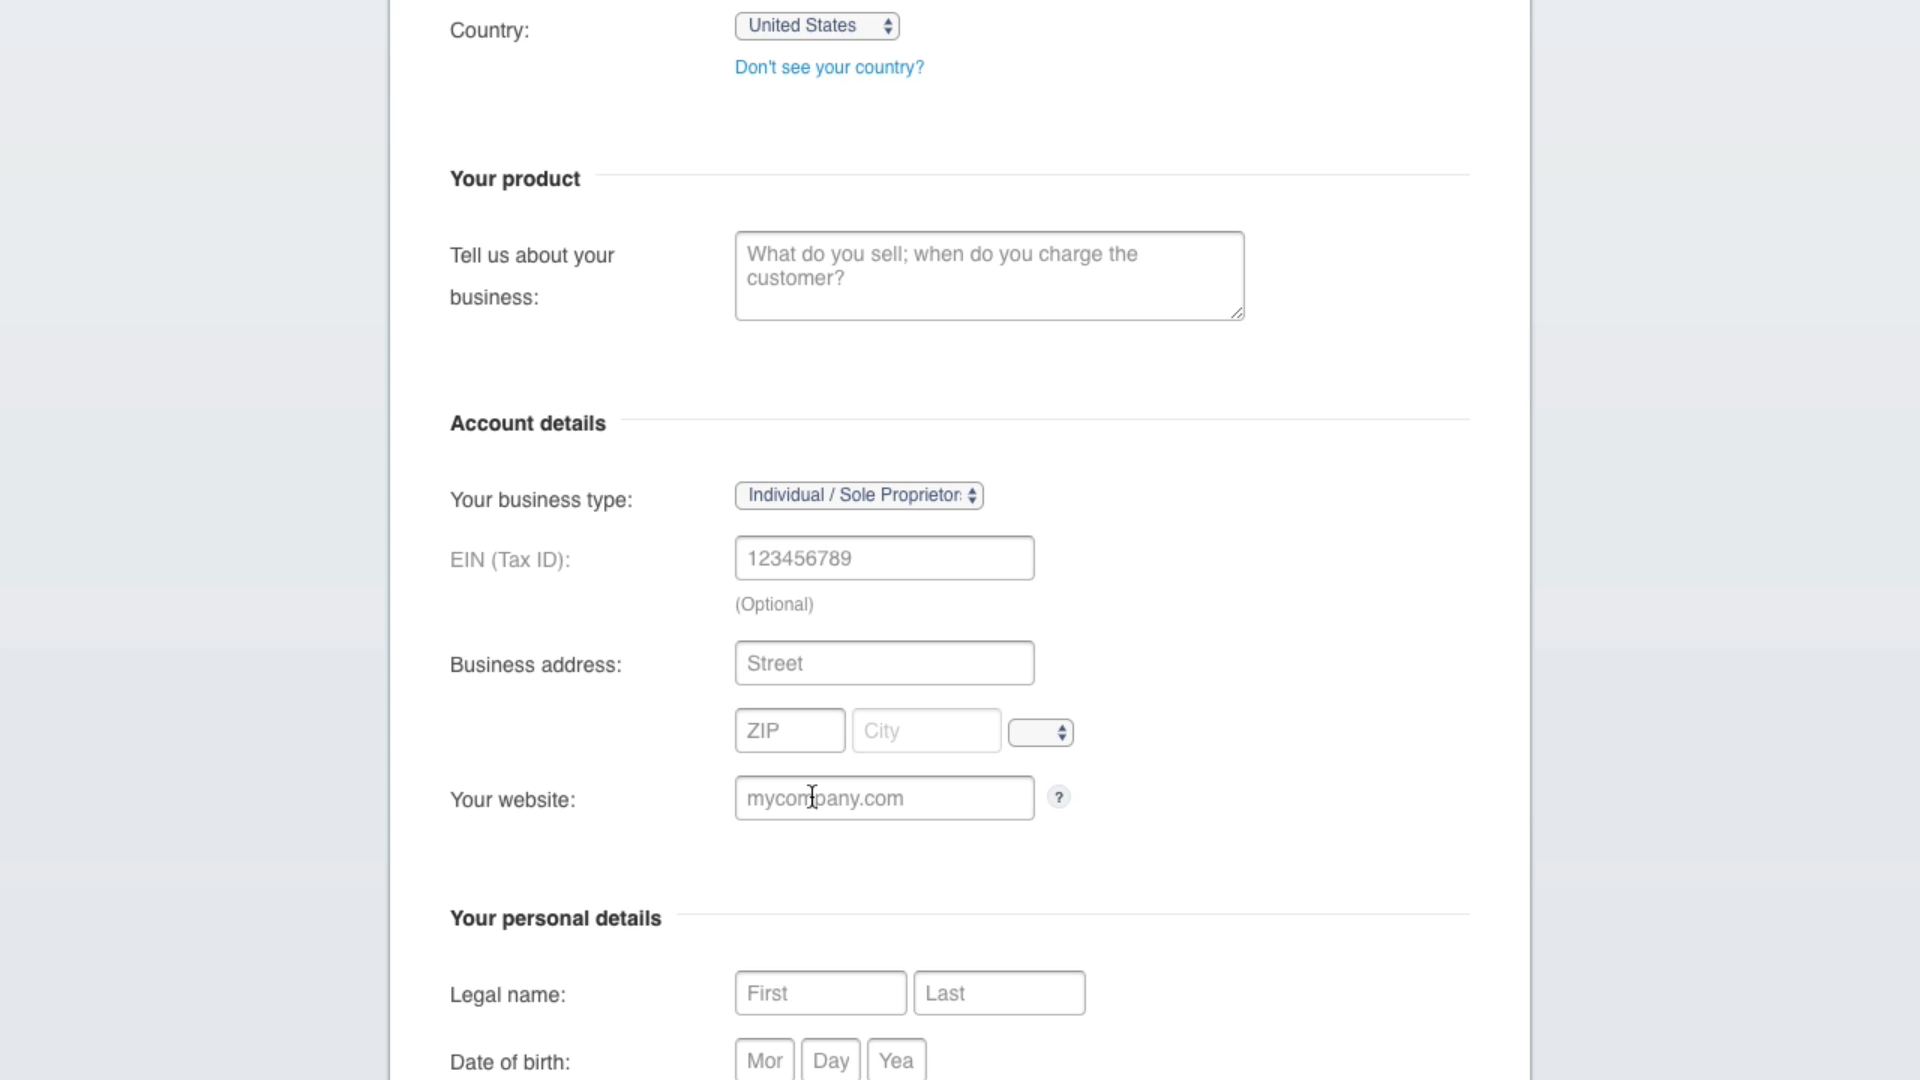 Country: United States
Don't see your country?
Your product
Tell us about your
business:
What do you sell; when do you charge the
customer?
Account details
Your business type: Individual / Sole Proprietor
EIN (Tax ID): 123456789
(Optional)
Business address: Street
ZIP City
Your website: mycompany.com ?
Your personal details
Legal name: First Last
Date of birth: Mor Day Yea